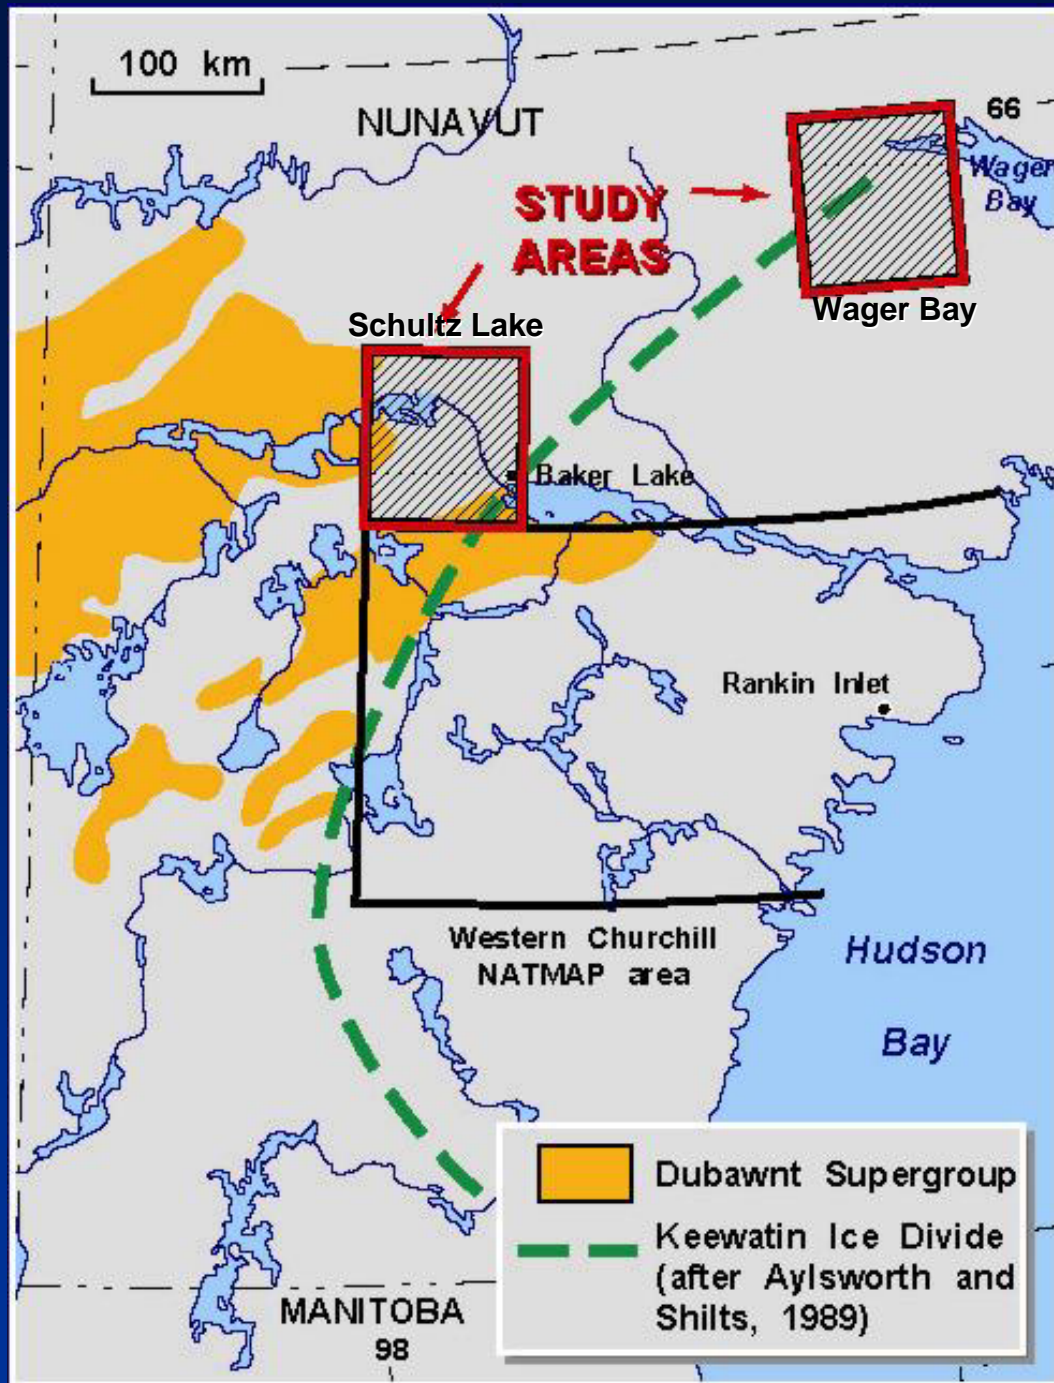 100 km
NUNAVUT
66
Wager
Bay
STUDY
AREAS
Wager Bay
Schultz Lake
Baker Lake
Rankin Inlet
Western Churchill
NATMAP area
Hudson
Bay
Dubawnt Supergroup
Keewatin Ice Divide
(after Aylsworth and
Shilts, 1989)
MANITOBA
98